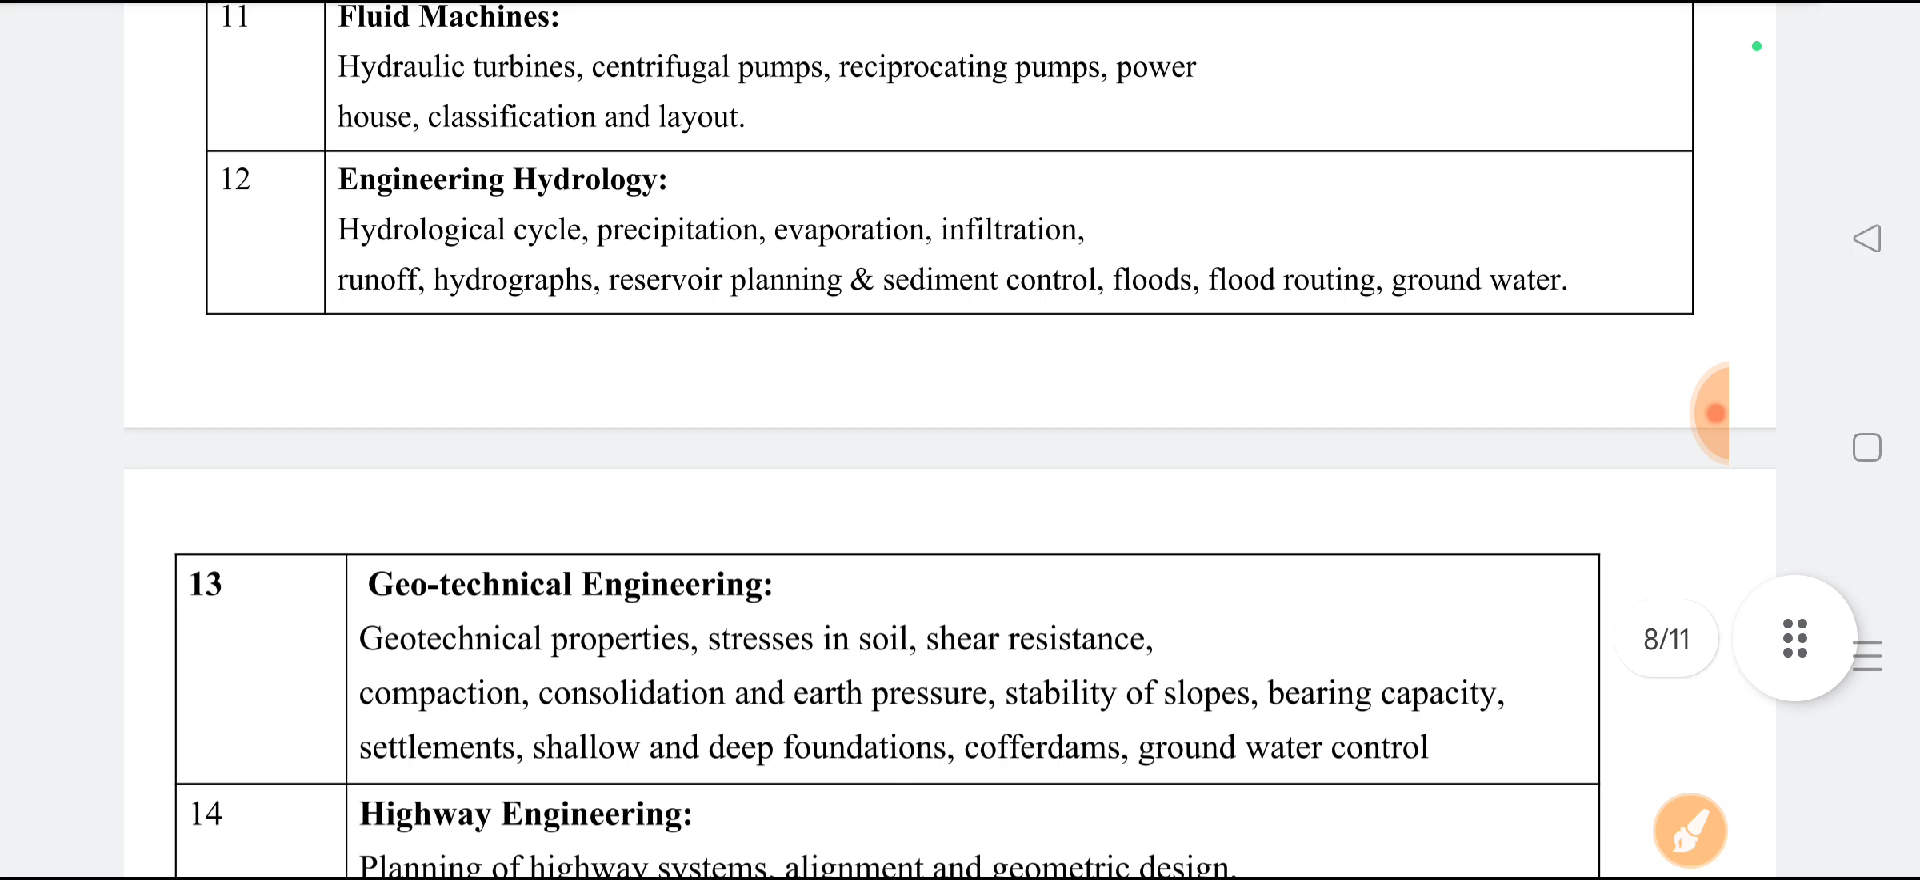 11
Fluid Machines:
Hydraulic turbines, centrifugal pumps, reciprocating pumps, power
house, classification and layout.
12
Engineering Hydrology:
Hydrological cycle, precipitation, evaporation, infiltration,
runoff, hydrographs, reservoir planning & sediment control, floods, flood routing, ground water.
13
Geo-technical Engineering:
Geotechnical properties, stresses in soil, shear resistance,
compaction, consolidation and earth pressure, stability of slopes, bearing capacity,
settlements, shallow and deep foundations, cofferdams, ground water control
8/11
14
Highway Engineering:
Planning of highway systems, alignment and geometric design,